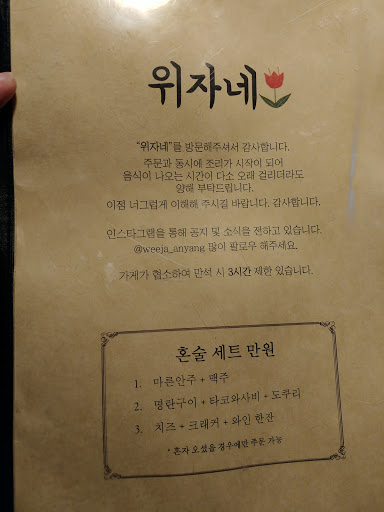 위자네
"위자네"를 방문해주셔서 감사합니다.
주문과 동시에 조리가 시작이 되어
음식이 나오는 시간이 다소 오래 걸리더라도
양해 부탁드립니다.
이점 너그럽게 이해해 주시길 바랍니다. 감사합니다.
인스타그램을 통해 공지 및 소식을 전하고 있습니다.
@weeja_anyang 많이 팔로우 해주세요.
가게가 협소하여 만석 시 3시간 제한 있습니다.
혼술 세트 만원
1. 마른안주 + 맥주
2. 명란구이 + 타코와사비 + 도쿠리
3. 치즈 + 크래커 + 와인 한잔
* 혼자 오셨을 경우에만 주문 가능